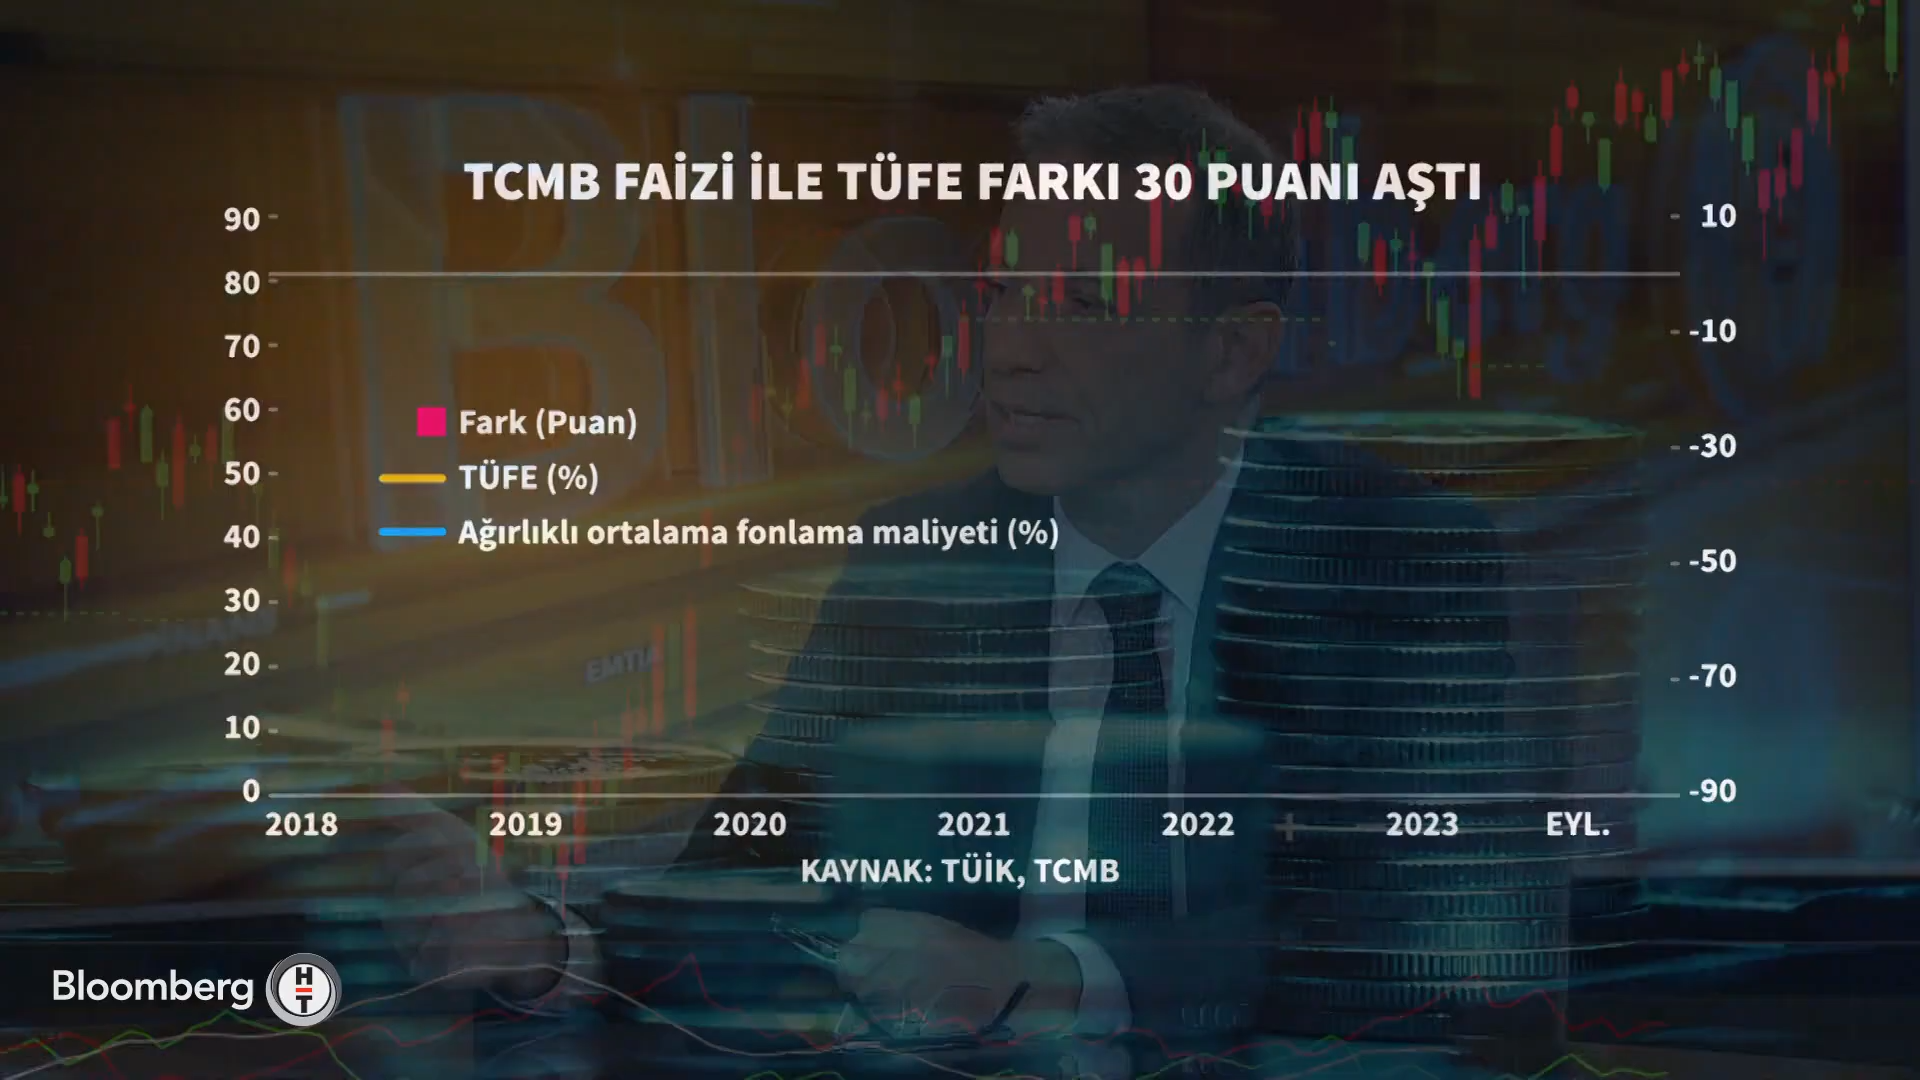 TCMB FAİZİ İLE TÜFE FARKI 30 PUANI AŞTI
90
80
70
60
50
40
30
20
10
0
10
-10
-30
-50
-70
-90
Fark (Puan)
TÜFE (%)
Ağırlıklı ortalama fonlama maliyeti (%)
2018 2019 2020 2021 2022 2023 EYL.
KAYNAK: TÜİK, TCMB
Bloomberg HT